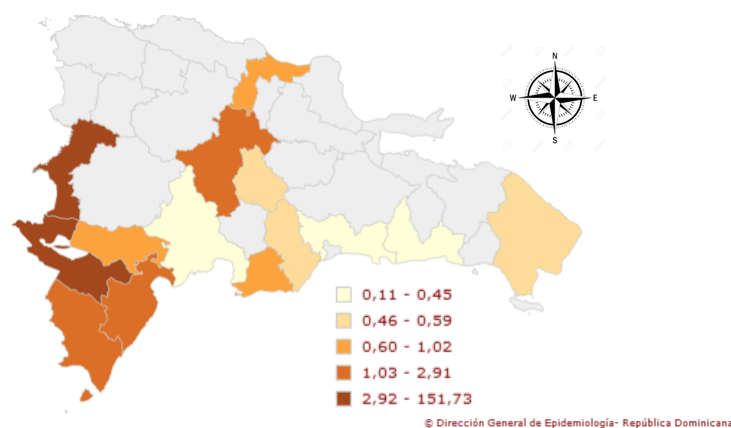 N
W E
S
0,11 - 0,45
0,46 - 0,59
0,60 - 1,02
1,03 - 2,91
2,92 - 151,73
© Dirección General de Epidemiología- República Dominicana